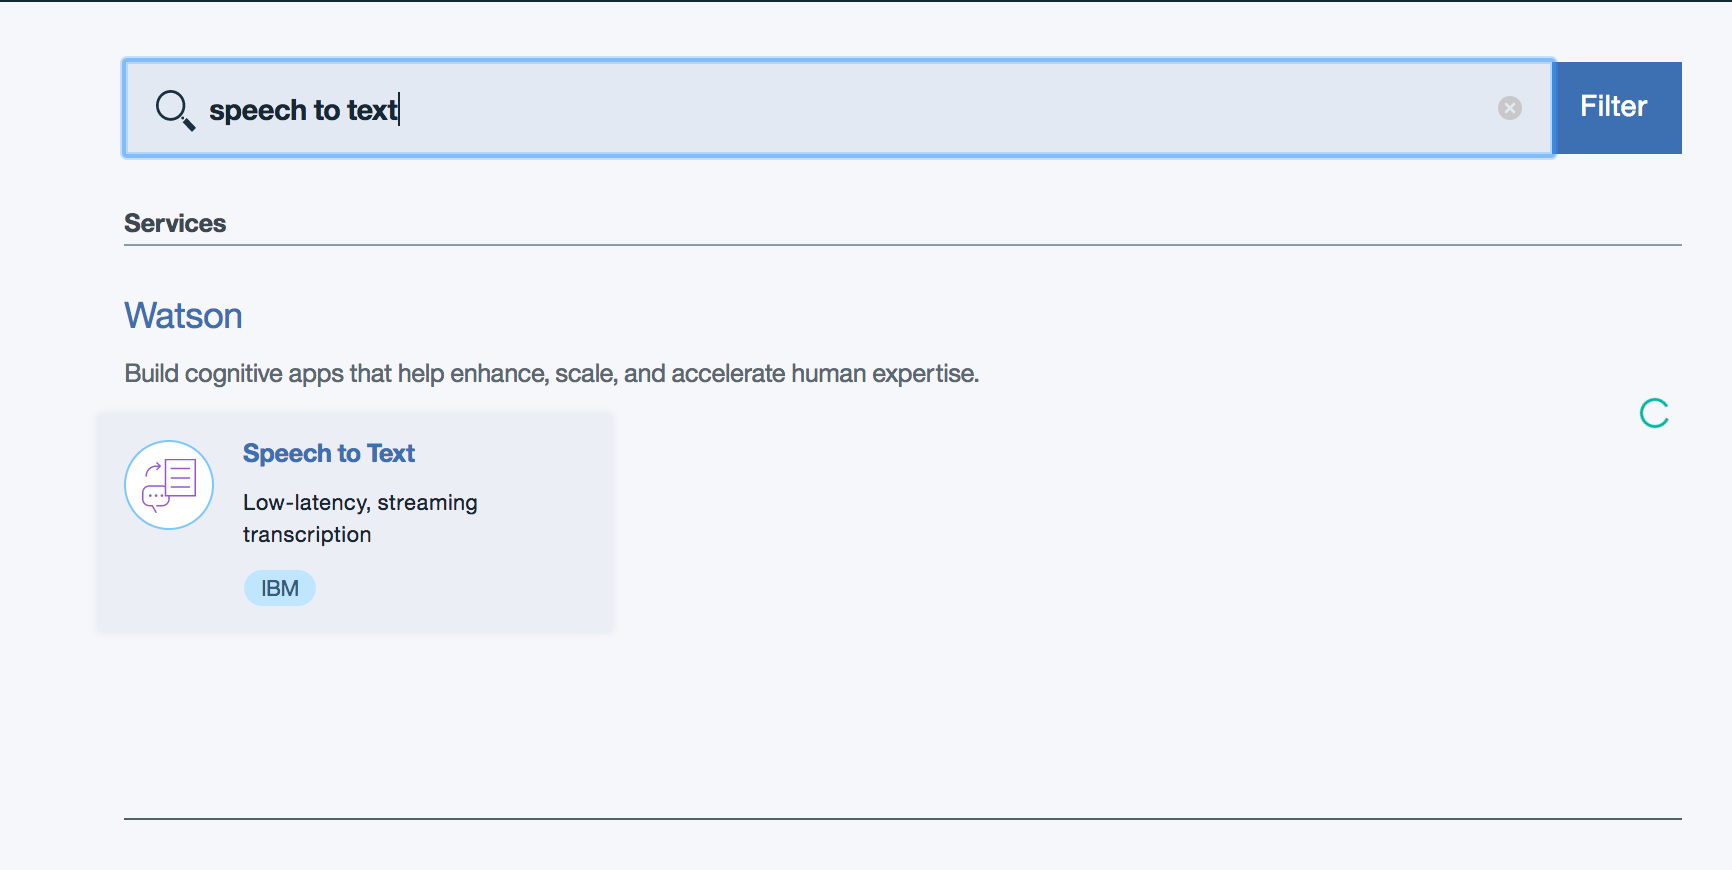 speech to text
Filter
Services
Watson
Build cognitive apps that help enhance, scale, and accelerate human expertise.
Speech to Text
Low-latency, streaming
transcription
IBM